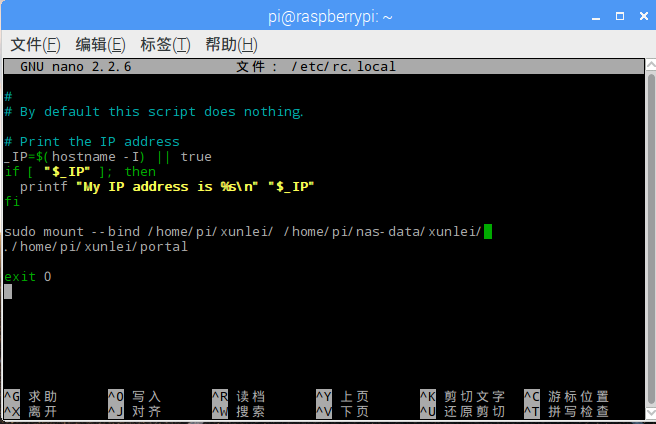 pi@raspberrypi: ~
文件(F) 编辑(E) 标签(T) 帮助(H)
GNU nano 2.2.6 文件: /etc/rc.local
#
# By default this script does nothing.
# Print the IP address
_IP=$(hostname -I) || true
if [ "$_IP" ]; then
printf "My IP address is %s\n" "$_IP"
fi
sudo mount --bind /home/pi/xunlei/ /home/pi/nas-data/xunlei/
./home/pi/xunlei/portal
exit 0
^G 求助 ^O 写入 ^R 读档 ^Y 上页 ^K 剪切文字 ^C 游标位置
^X 离开 ^J 对齐 ^W 搜索 ^V 下页 ^U 还原剪切 ^T 拼写检查